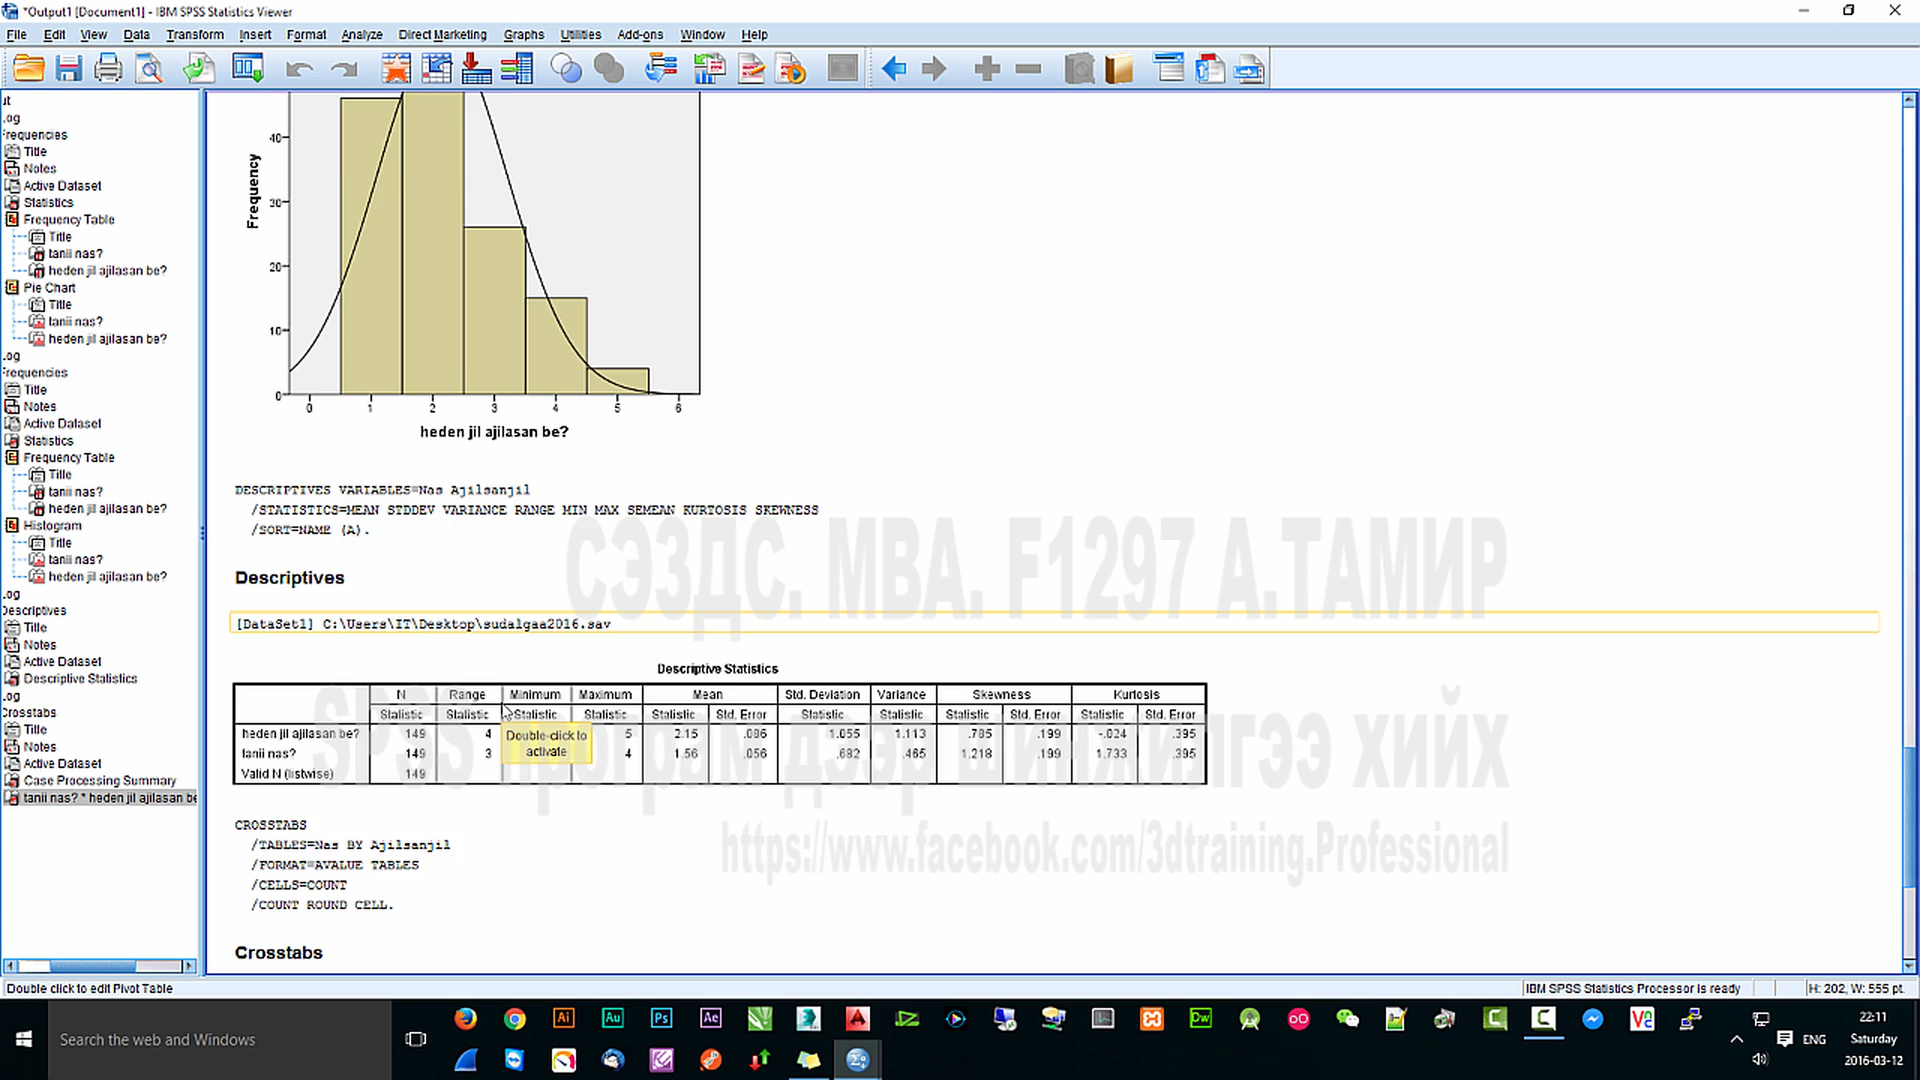 *Output1 [Document1] - IBM SPSS Statistics Viewer
File Edit View Data Transform Insert Format Analyze Direct Marketing Graphs Utilities Add-ons Window Help
Log
Frequencies
Title
Notes
Active Dataset
Statistics
Frequency Table
Title
tanii nas?
heden jil ajilasan be?
Pie Chart
Title
tanii nas?
heden jil ajilasan be?
Log
Frequencies
Title
Notes
Active Dataset
Statistics
Frequency Table
Title
tanii nas?
heden jil ajilasan be?
Histogram
Title
tanii nas?
heden jil ajilasan be?
Log
Descriptives
Title
Notes
Active Dataset
Descriptive Statistics
Log
Crosstabs
Title
Notes
Active Dataset
Case Processing Summary
tanii nas? * heden jil ajilasan be
Frequency
40
30
20
10
0
0 1 2 3 4 5 6
heden jil ajilasan be?
DESCRIPTIVES VARIABLES=Nas Ajilsanjil
/STATISTICS=MEAN STDDEV VARIANCE RANGE MIN MAX SEMEAN KURTOSIS SKEWNESS
/SORT=NAME (A).
СЭЗДС. MBA. F1297 А.ТАМИР
Descriptives
[DataSet1] C:\Users\IT\Desktop\sudalgaa2016.sav
Descriptive Statistics
N Range Minimum Maximum Mean Std. Deviation Variance Skewness Kurtosis
Statistic Statistic Statistic Statistic Statistic Std. Error Statistic Statistic Statistic Std. Error Statistic Std. Error
heden jil ajilasan be? 149 4 5 2.15 .086 1.055 1.113 .785 .199 -.024 .395
tanii nas? 149 3 4 1.56 .056 .682 .465 1.218 .199 1.733 .395
Valid N (listwise) 149
Double-click to
activate
SPSS програм дээр шинжилгээ ХИЙХ
https://www.facebook.com/3dtraining.Professional
CROSSTABS
/TABLES=Nas BY Ajilsanjil
/FORMAT=AVALUE TABLES
/CELLS=COUNT
/COUNT ROUND CELL.
Crosstabs
Double click to edit Pivot Table
IBM SPSS Statistics Processor is ready
H: 202, W: 555 pt.
Search the web and Windows
Ai Au Ps Ae Dw
ENG
22:11
Saturday
2016-03-12